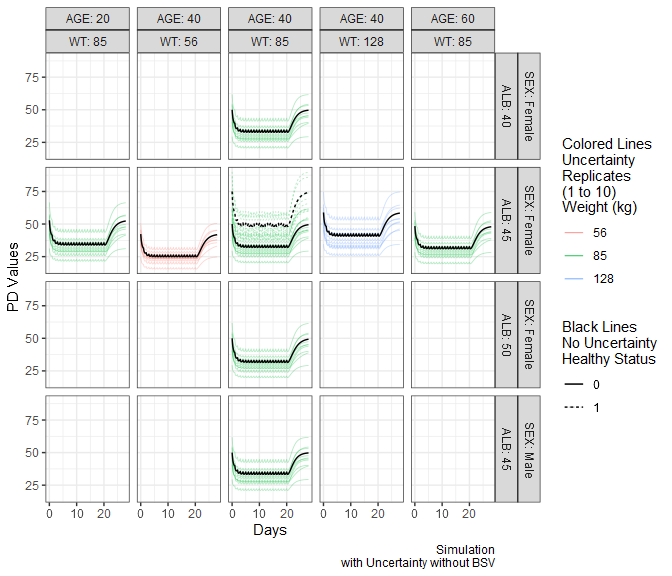 AGE: 20 AGE: 40 AGE: 40 AGE: 40 AGE: 60
WT: 85 WT: 56 WT: 85 WT: 128 WT: 85
75
50
25
ALB: 40 SEX: Female
75
50
25
ALB: 45 SEX: Female
75
50
25
ALB: 50 SEX: Female
75
50
25
ALB: 45 SEX: Male
0 10 20 0 10 20 0 10 20 0 10 20 0 10 20
PD Values
Days
Colored Lines
Uncertainty
Replicates
(1 to 10)
Weight (kg)
56
85
128
Black Lines
No Uncertainty
Healthy Status
0
1
Simulation
with Uncertainty without BSV